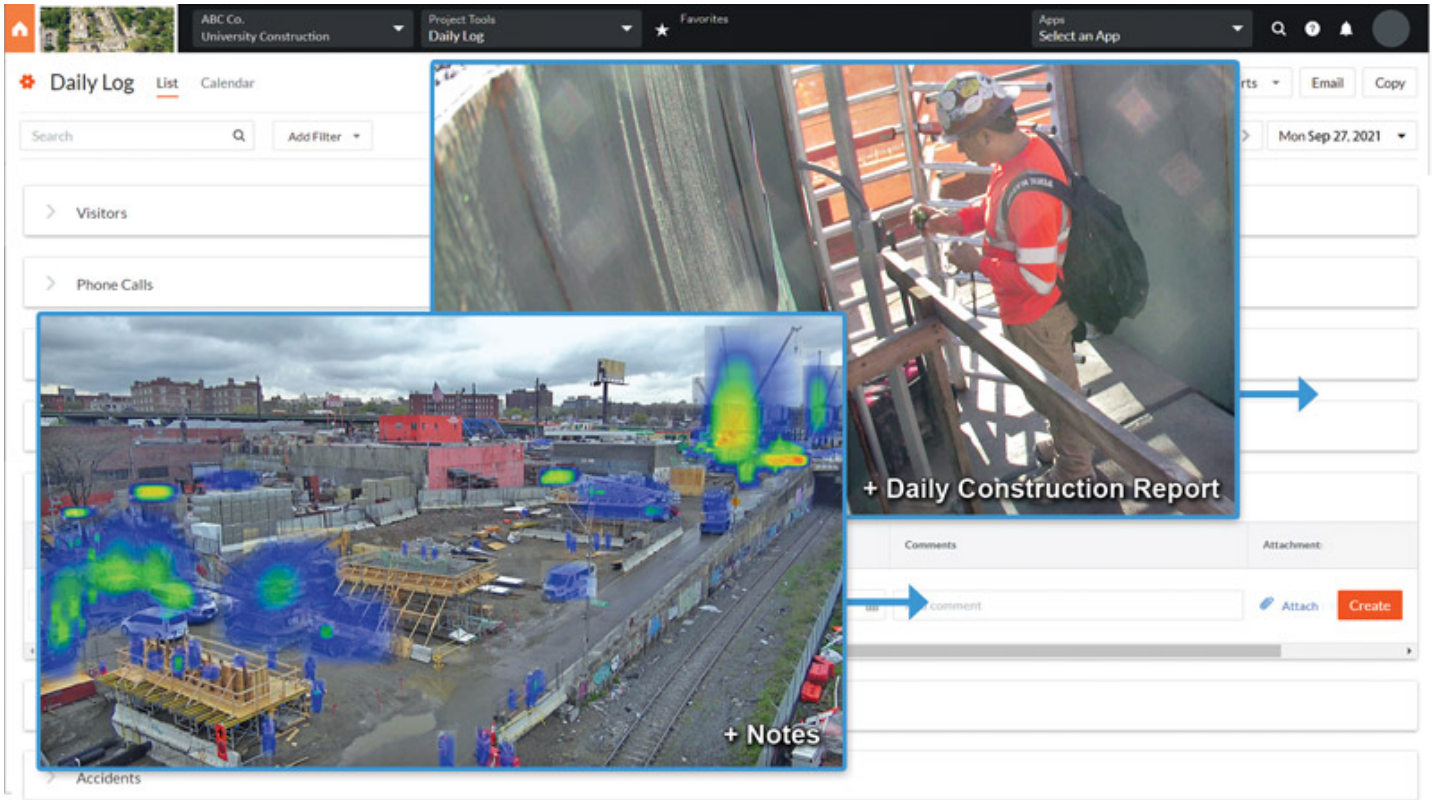 ABC Co.
University Construction
Project Tools
Daily Log
Favorites
Apps
Select an App
Daily Log
List
Calendar
Email
Copy
Search
Add Filter
Mon Sep 27, 2021
Visitors
Phone Calls
+ Daily Construction Report
Comments
Attachment
comment
Attach
Create
+ Notes
Accidents